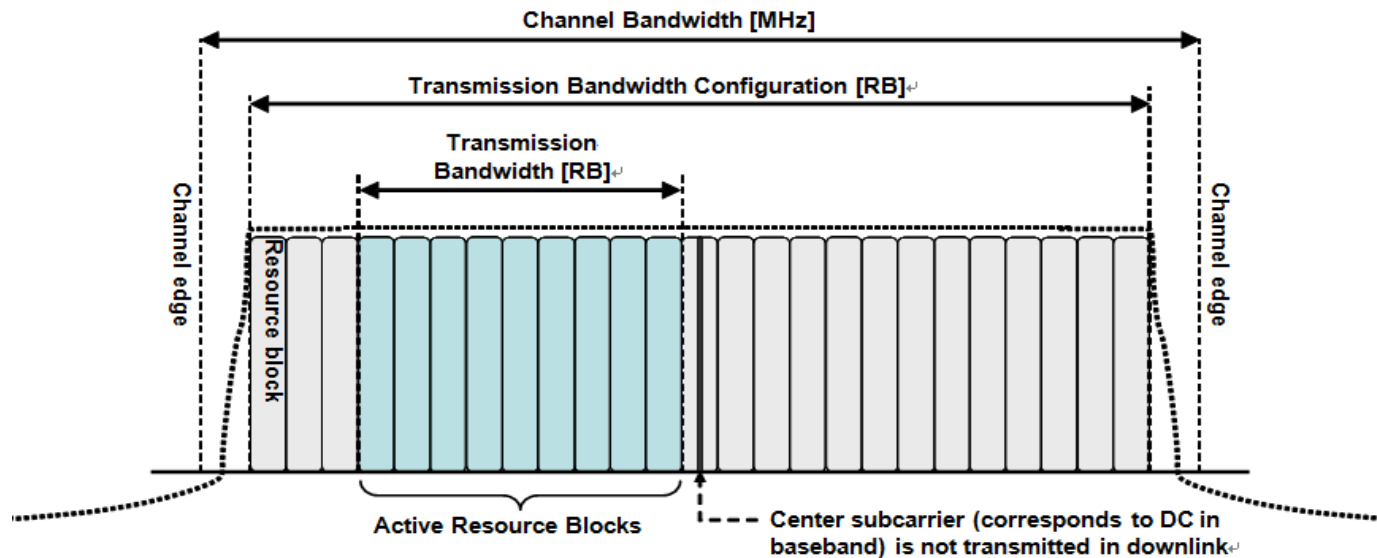 Channel Bandwidth [MHz]
Transmission Bandwidth Configuration [RB]↵
Transmission
Bandwidth [RB]↵
Channel edge
Resource block
Channel edge
Active Resource Blocks
Center subcarrier (corresponds to DC in
baseband) is not transmitted in downlink↵